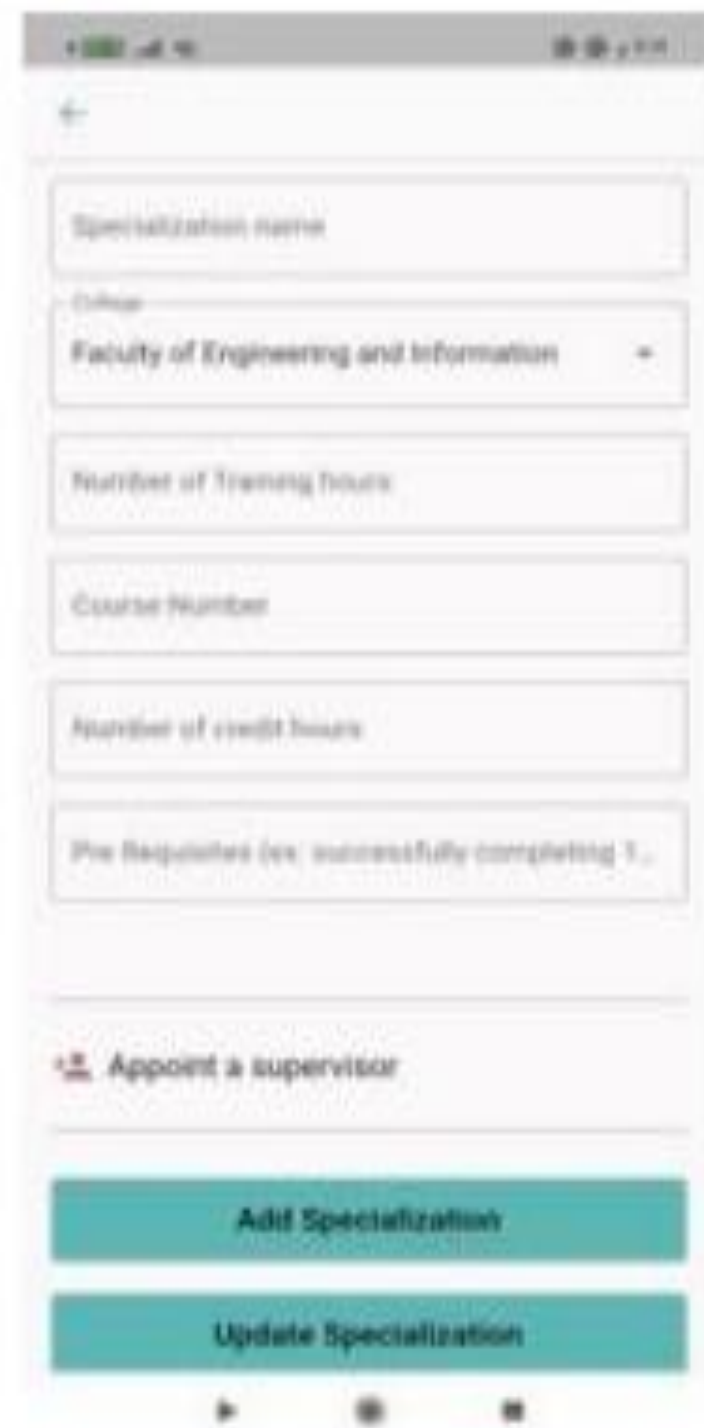 Specialization name
College
Faculty of Engineering and Information
Number of Training hours
Course Number
Number of credit hours
Pre Requisites (ex: successfully completing 1...
Appoint a supervisor
Add Specialization
Update Specialization